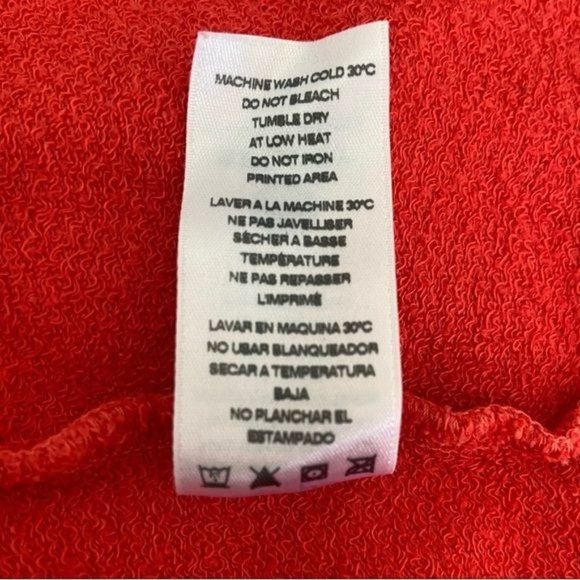 MACHINE WASH COLD 30°C
DO NOT BLEACH
TUMBLE DRY
AT LOW HEAT
DO NOT IRON
PRINTED AREA
LAVER A LA MACHINE 30°C
NE PAS JAVELLISER
SÉCHER A BASSE
TEMPÉRATURE
NE PAS REPASSER
L'IMPRIMÉ
LAVAR EN MAQUINA 30°C
NO USAR BLANQUEADOR
SECAR A TEMPERATURA
BAJA
NO PLANCHAR EL
ESTAMPADO